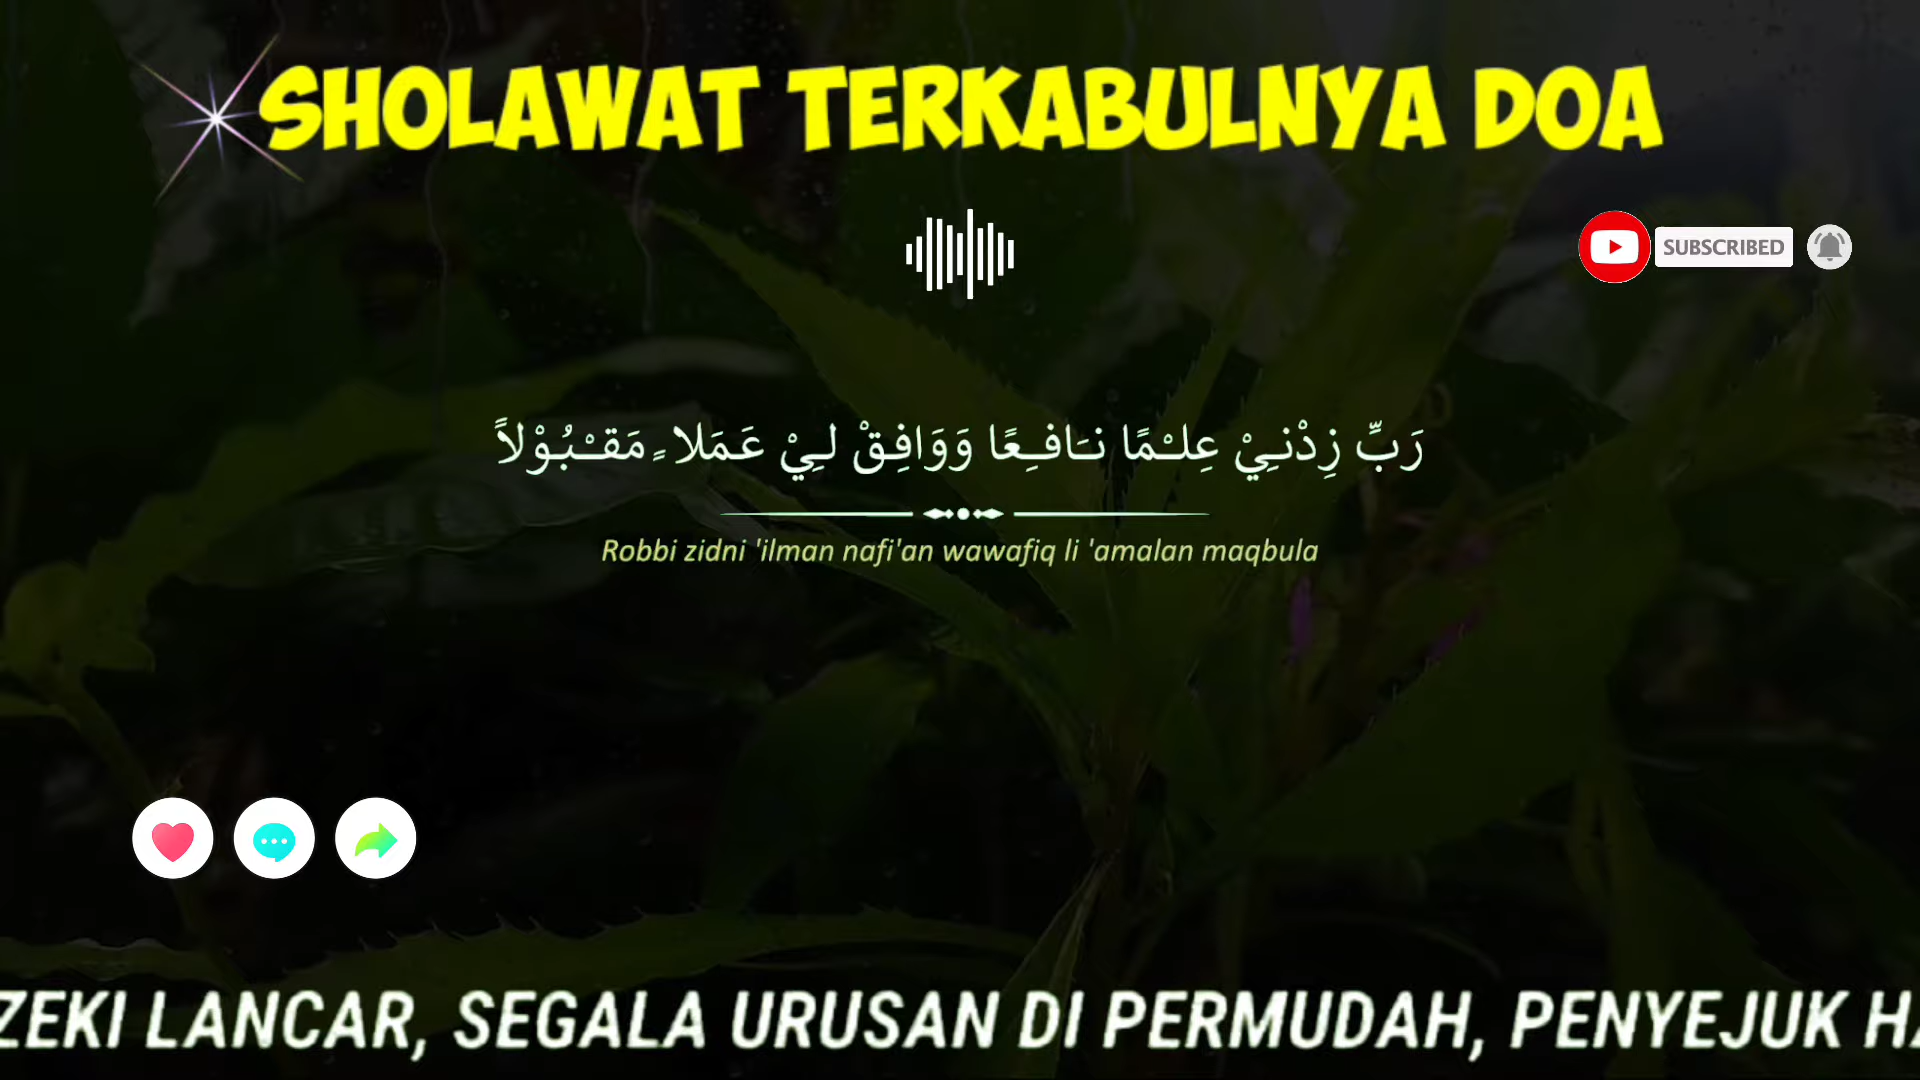 SHOLAWAT TERKABULNYA DOA
SUBSCRIBED
رَبِّ زِدْنِيْ عِلْمًا نَافِعًا وَوَافِقْ لِيْ عَمَلاً مَقْبُوْلاً
Robbi zidni 'ilman nafi'an wawafiq li 'amalan maqbula
LANCAR, SEGALA URUSAN DI PERMUDAH, PENYEJUK